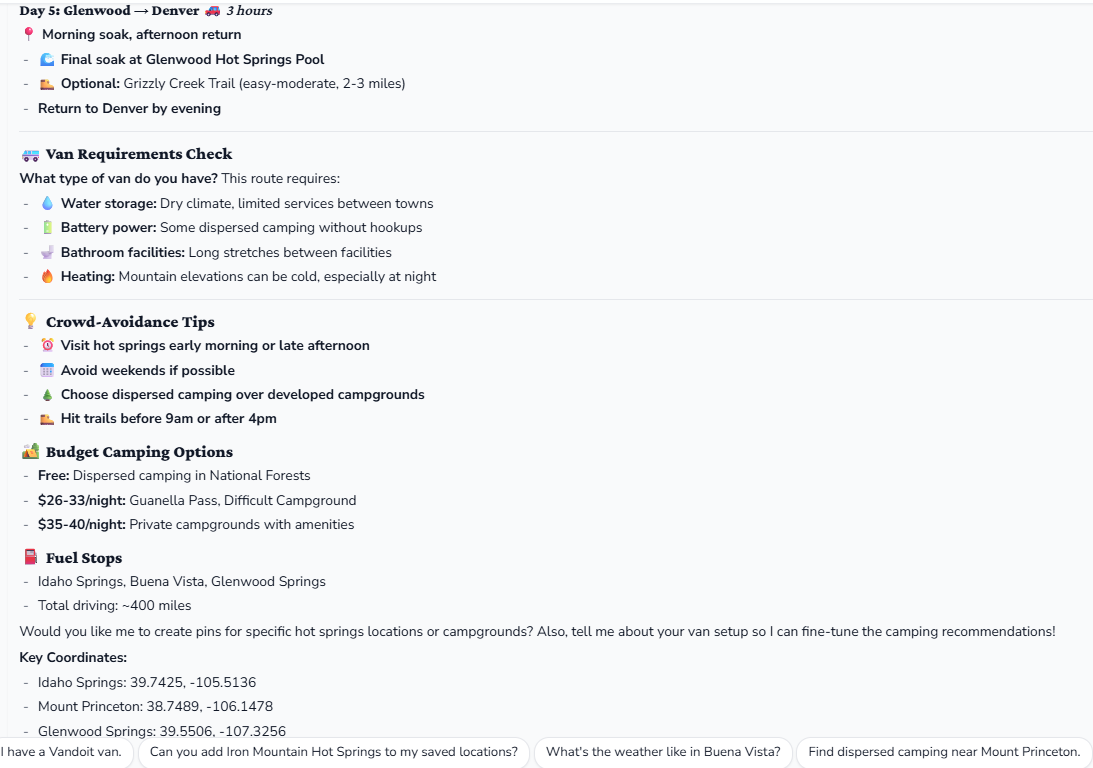 Day 5: Glenwood → Denver 🚗 3 hours
📍 Morning soak, afternoon return
- 🌊 Final soak at Glenwood Hot Springs Pool
- 🥾 Optional: Grizzly Creek Trail (easy-moderate, 2-3 miles)
- Return to Denver by evening
🚐 Van Requirements Check
What type of van do you have? This route requires:
- 💧 Water storage: Dry climate, limited services between towns
- 🔋 Battery power: Some dispersed camping without hookups
- 🚽 Bathroom facilities: Long stretches between facilities
- 🔥 Heating: Mountain elevations can be cold, especially at night
💡 Crowd-Avoidance Tips
- ⏰ Visit hot springs early morning or late afternoon
- 📅 Avoid weekends if possible
- 🌲 Choose dispersed camping over developed campgrounds
- 🥾 Hit trails before 9am or after 4pm
🏕️ Budget Camping Options
- Free: Dispersed camping in National Forests
- $26-33/night: Guanella Pass, Difficult Campground
- $35-40/night: Private campgrounds with amenities
⛽ Fuel Stops
- Idaho Springs, Buena Vista, Glenwood Springs
- Total driving: ~400 miles
Would you like me to create pins for specific hot springs locations or campgrounds? Also, tell me about your van setup so I can fine-tune the camping recommendations!
Key Coordinates:
- Idaho Springs: 39.7425, -105.5136
- Mount Princeton: 38.7489, -106.1478
- Glenwood Springs: 39.5506, -107.3256
I have a Vandoit van.
Can you add Iron Mountain Hot Springs to my saved locations?
What's the weather like in Buena Vista?
Find dispersed camping near Mount Princeton.